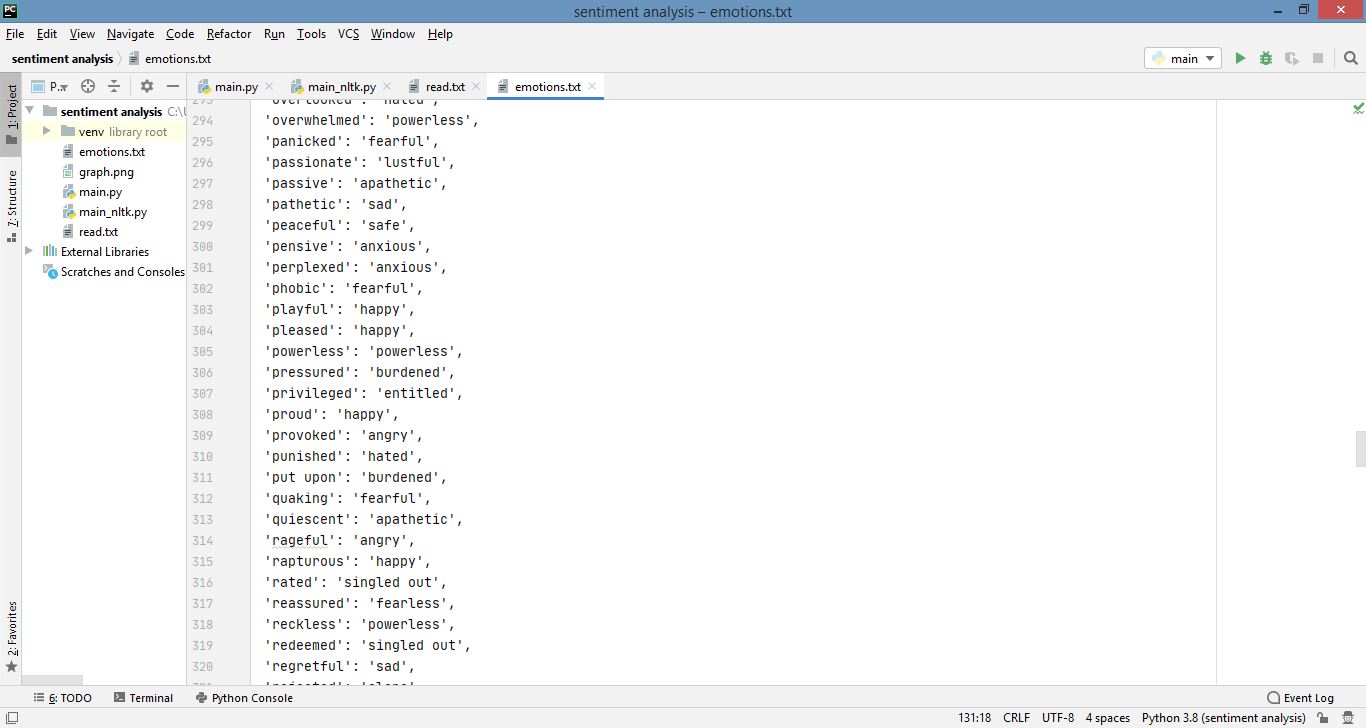 PC
sentiment analysis – emotions.txt
File Edit View Navigate Code Refactor Run Tools VCS Window Help
sentiment analysis emotions.txt
main
1: Project
P..
main.py
main_nltk.py
read.txt
emotions.txt
sentiment analysis C:\
venv library root
emotions.txt
graph.png
main.py
main_nltk.py
read.txt
External Libraries
Scratches and Consoles
7: Structure
2: Favorites
293 'overlooked': 'hated',
294 'overwhelmed': 'powerless',
295 'panicked': 'fearful',
296 'passionate': 'lustful',
297 'passive': 'apathetic',
298 'pathetic': 'sad',
299 'peaceful': 'safe',
300 'pensive': 'anxious',
301 'perplexed': 'anxious',
302 'phobic': 'fearful',
303 'playful': 'happy',
304 'pleased': 'happy',
305 'powerless': 'powerless',
306 'pressured': 'burdened',
307 'privileged': 'entitled',
308 'proud': 'happy',
309 'provoked': 'angry',
310 'punished': 'hated',
311 'put upon': 'burdened',
312 'quaking': 'fearful',
313 'quiescent': 'apathetic',
314 'rageful': 'angry',
315 'rapturous': 'happy',
316 'rated': 'singled out',
317 'reassured': 'fearless',
318 'reckless': 'powerless',
319 'redeemed': 'singled out',
320 'regretful': 'sad',
6: TODO Terminal Python Console Event Log
131:18 CRLF UTF-8 4 spaces Python 3.8 (sentiment analysis)